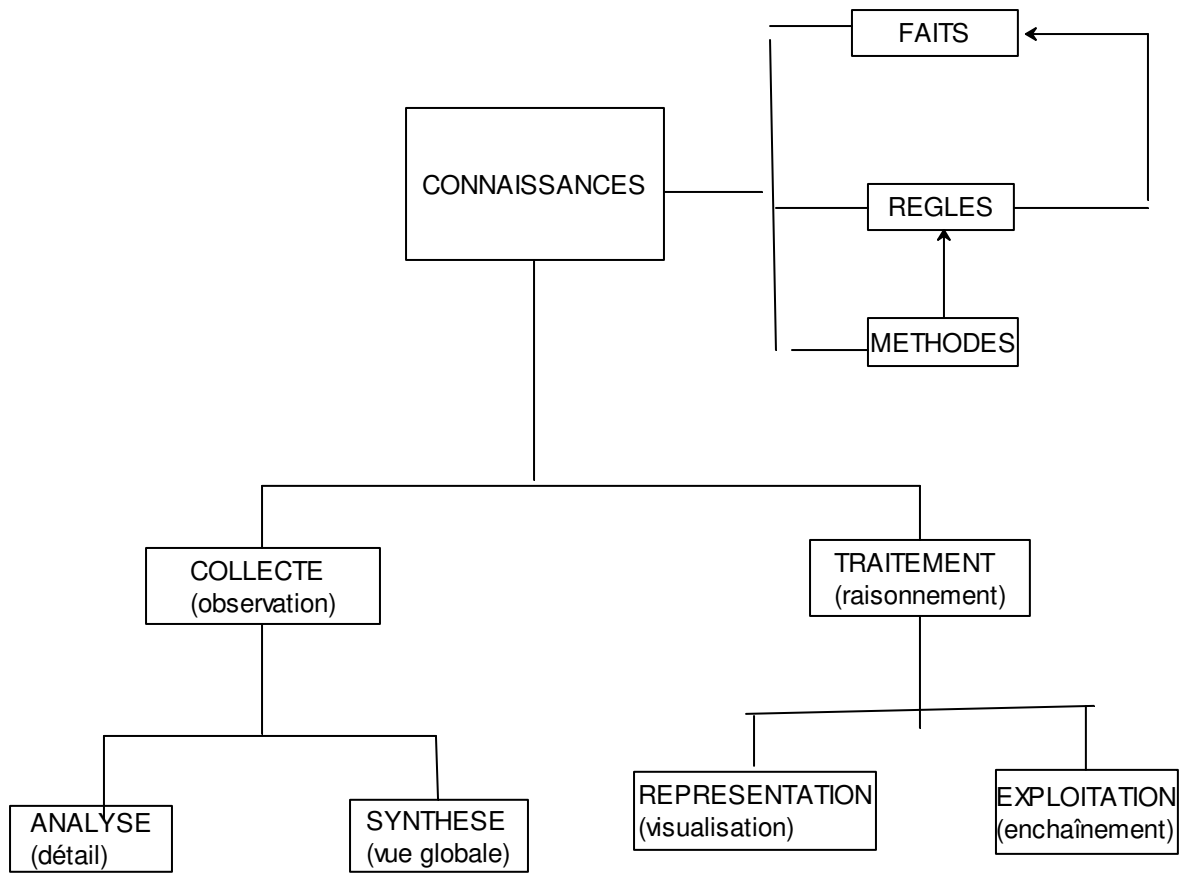 FAITS
CONNAISSANCES
REGLES
METHODES
COLLECTE
(observation)
TRAITEMENT
(raisonnement)
ANALYSE
(détail)
SYNTHESE
(vue globale)
REPRESENTATION
(visualisation)
EXPLOITATION
(enchaînement)